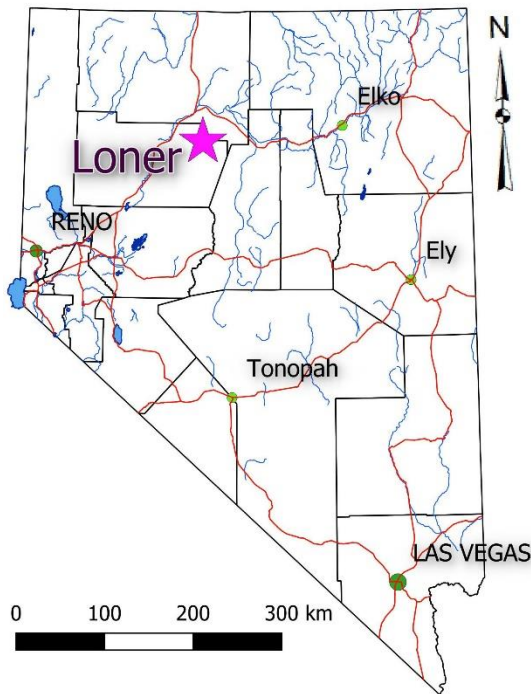 N
Elko
Loner
RENO
Ely
Tonopah
LAS VEGAS
0 100 200 300 km